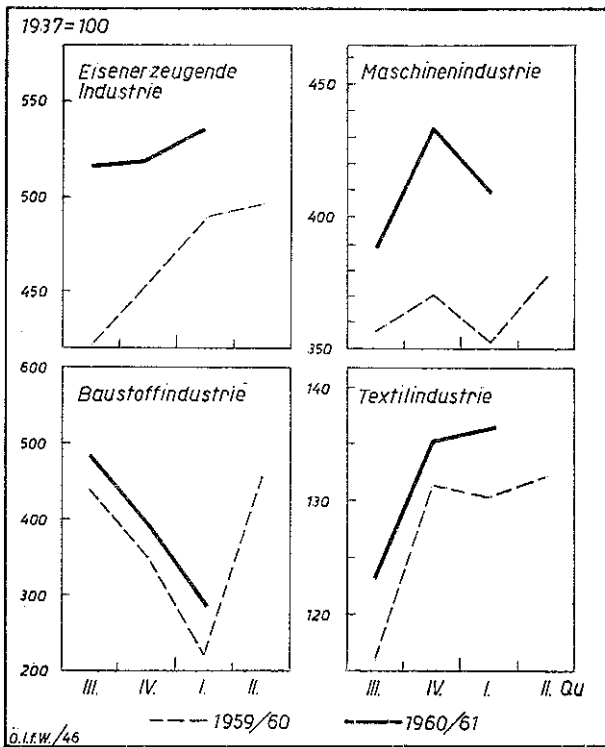 1937=100
Eisenerzeugende
Industrie
550
500
450
Maschinenindustrie
450
400
350
Baustoffindustrie
600
500
400
300
200
III. IV. I. II.
Textilindustrie
140
130
120
III. IV. I. II. Qu
1959/60 1960/61
Ö.I.f.W./46